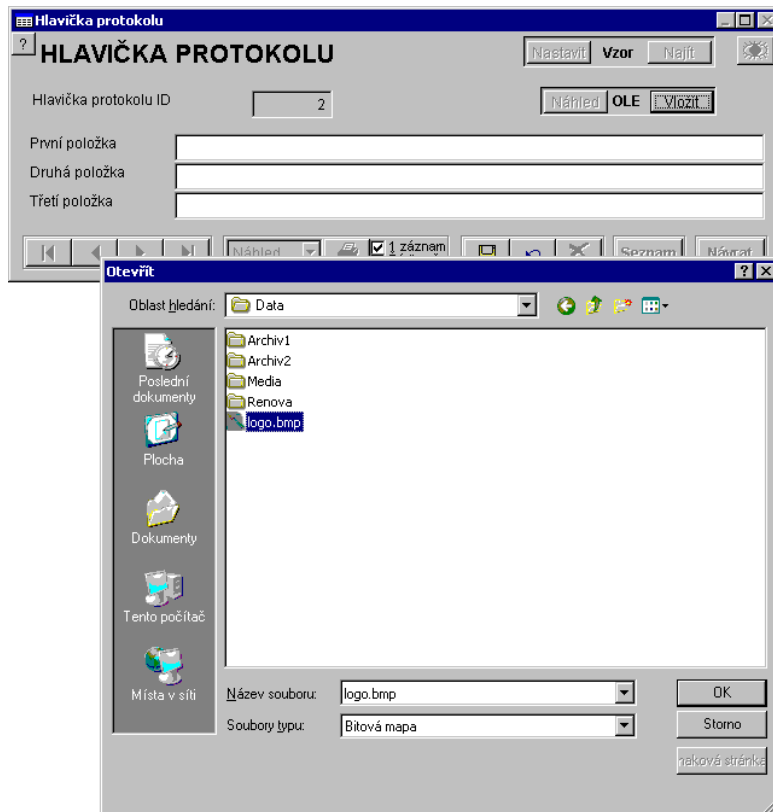 Hlavička protokolu
?
HLAVIČKA PROTOKOLU
Nastavit Vzor Najít
Hlavička protokolu ID 2
Náhled OLE Vložit
První položka
Druhá položka
Třetí položka
Náhled 1 záznam Seznam Návrat
Otevřít
Oblast hledání: Data
Archiv1
Archiv2
Media
Renova
logo.bmp
Poslední
dokumenty
Plocha
Dokumenty
Tento počítač
Místa v síti
Název souboru: logo.bmp OK
Soubory typu: Bitová mapa Storno
naková stránka